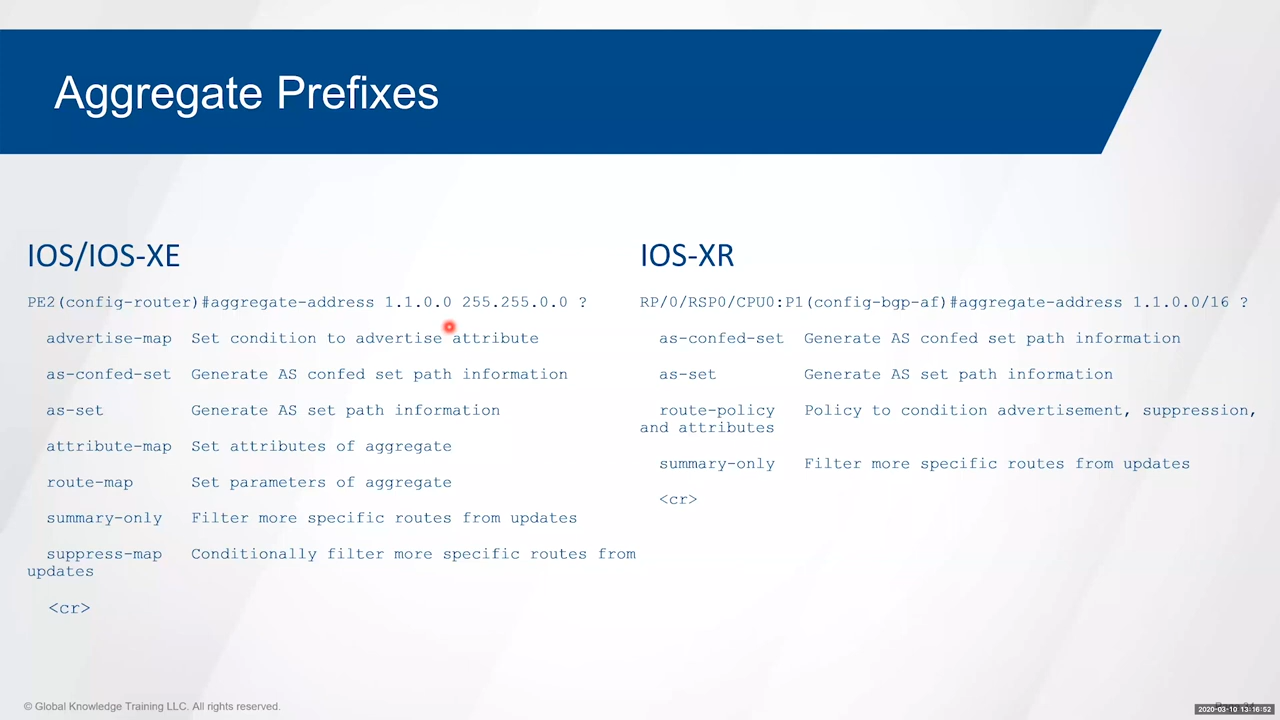 Aggregate Prefixes
IOS/IOS-XE
PE2(config-router)#aggregate-address 1.1.0.0 255.255.0.0 ?
advertise-map Set condition to advertise attribute
as-confed-set Generate AS confed set path information
as-set Generate AS set path information
attribute-map Set attributes of aggregate
route-map Set parameters of aggregate
summary-only Filter more specific routes from updates
suppress-map Conditionally filter more specific routes from
updates
<cr>
IOS-XR
RP/0/RSP0/CPU0:P1(config-bgp-af)#aggregate-address 1.1.0.0/16 ?
as-confed-set Generate AS confed set path information
as-set Generate AS set path information
route-policy Policy to condition advertisement, suppression,
and attributes
summary-only Filter more specific routes from updates
<cr>
© Global Knowledge Training LLC. All rights reserved.
2020-03-10 13:16:52